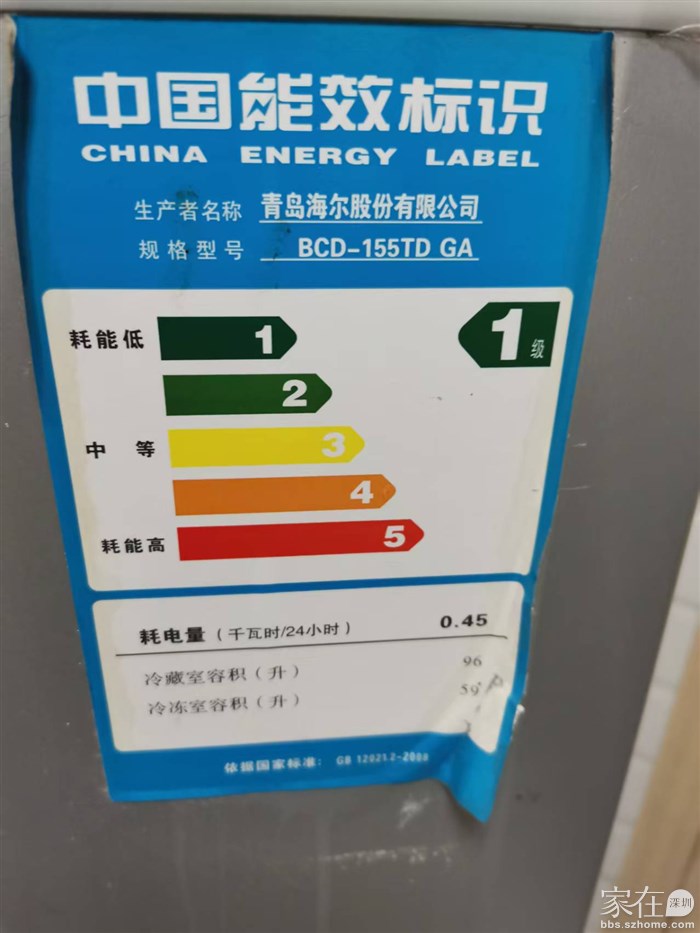 中国能效标识
CHINA ENERGY LABEL
生产者名称 青岛海尔股份有限公司
规格型号 BCD-155TD GA
耗能低 1 1级
2
中等 3
4
耗能高 5
耗电量（千瓦时/24小时） 0.45
冷藏室容积（升） 96
冷冻室容积（升） 59
依据国家标准： GB 12021.2-2008
家在深圳
bbs.szhome.com